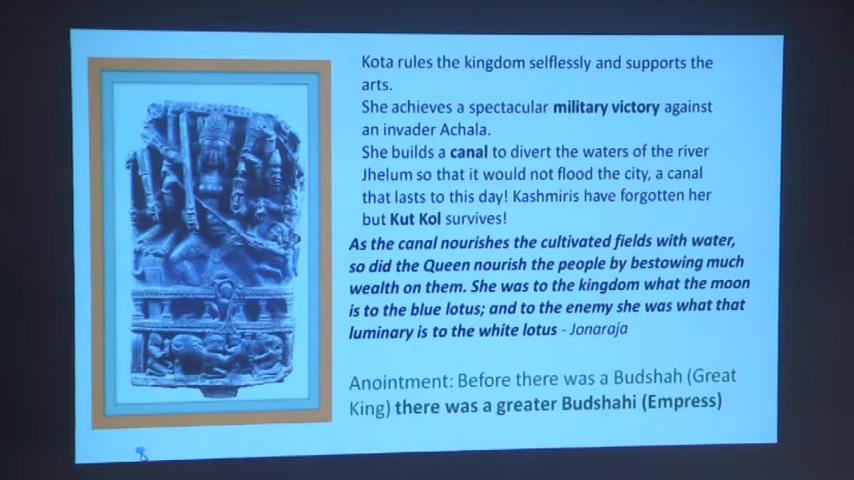 Kota rules the kingdom selflessly and supports the
arts.
She achieves a spectacular military victory against
an invader Achala.
She builds a canal to divert the waters of the river
Jhelum so that it would not flood the city, a canal
that lasts to this day! Kashmiris have forgotten her
but Kut Kol survives!
As the canal nourishes the cultivated fields with water,
so did the Queen nourish the people by bestowing much
wealth on them. She was to the kingdom what the moon
is to the blue lotus; and to the enemy she was what that
luminary is to the white lotus - Jonaraja
Anointment: Before there was a Budshah (Great
King) there was a greater Budshahi (Empress)